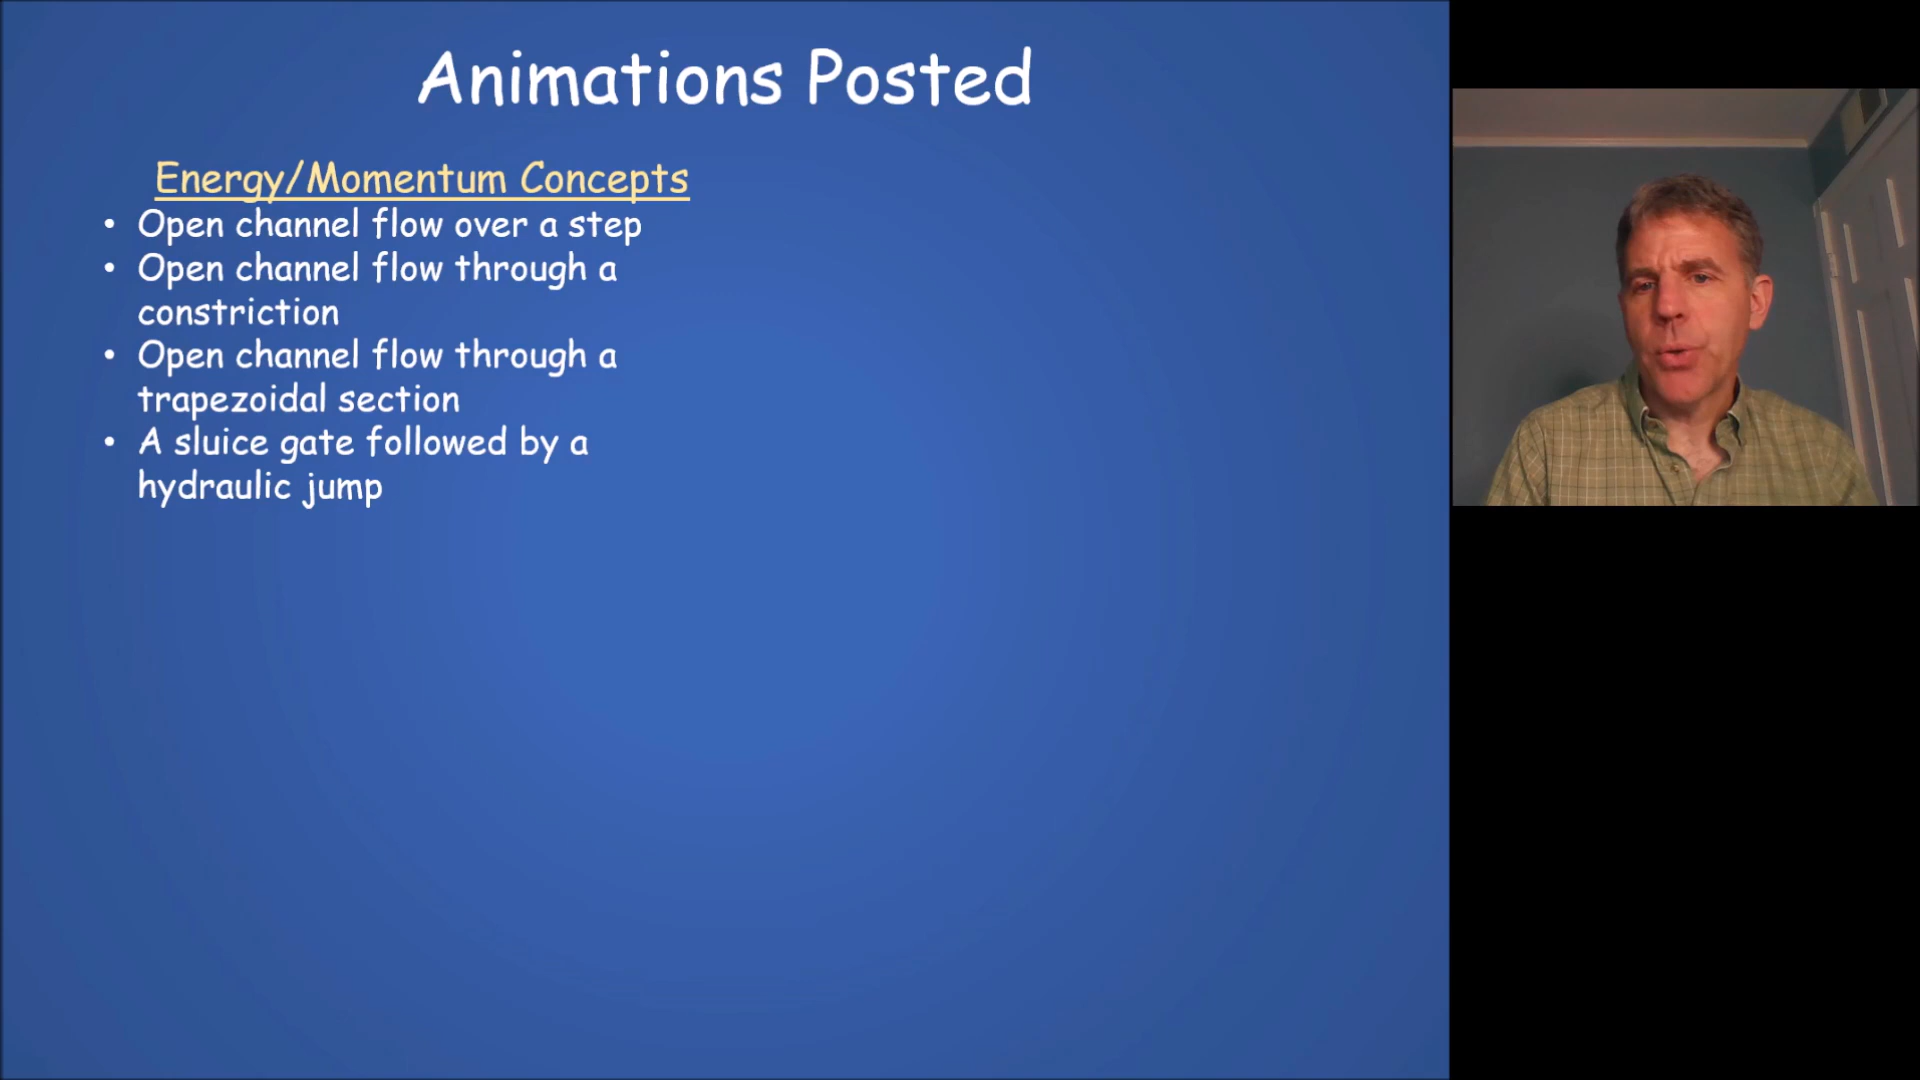 Animations Posted
Energy/Momentum Concepts
• Open channel flow over a step
• Open channel flow through a
constriction
• Open channel flow through a
trapezoidal section
• A sluice gate followed by a
hydraulic jump